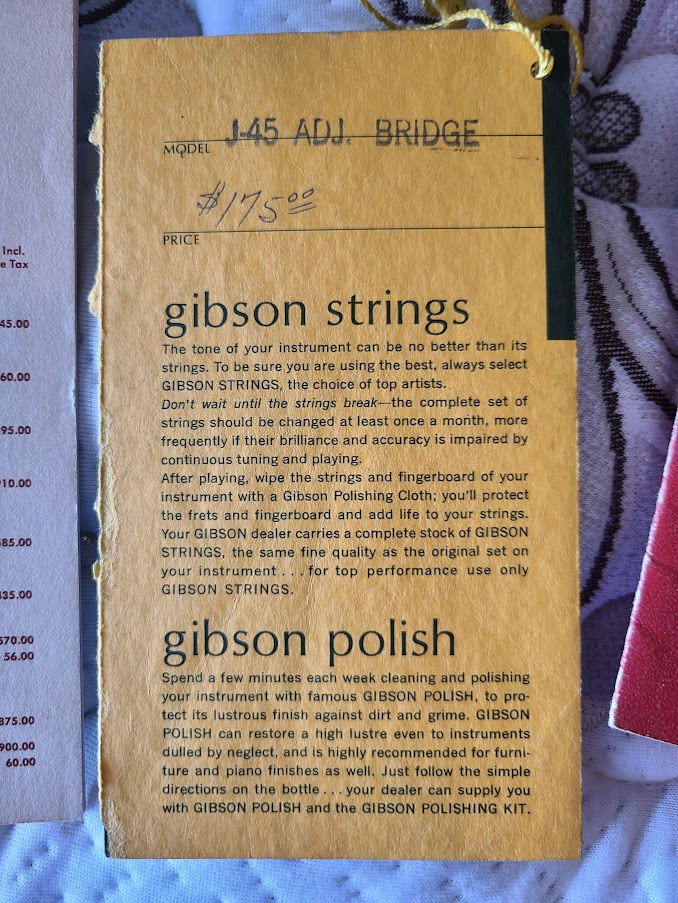 J-45 ADJ. BRIDGE
MODEL
$175.00
PRICE
gibson strings
The tone of your instrument can be no better than its
strings. To be sure you are using the best, always select
GIBSON STRINGS, the choice of top artists.
Don't wait until the strings break—the complete set of
strings should be changed at least once a month, more
frequently if their brilliance and accuracy is impaired by
continuous tuning and playing.
After playing, wipe the strings and fingerboard of your
instrument with a Gibson Polishing Cloth; you'll protect
the frets and fingerboard and add life to your strings.
Your GIBSON dealer carries a complete stock of GIBSON
STRINGS, the same fine quality as the original set on
your instrument . . . for top performance use only
GIBSON STRINGS.
gibson polish
Spend a few minutes each week cleaning and polishing
your instrument with famous GIBSON POLISH, to pro-
tect its lustrous finish against dirt and grime. GIBSON
POLISH can restore a high lustre even to instruments
dulled by neglect, and is highly recommended for furni-
ture and piano finishes as well. Just follow the simple
directions on the bottle . . . your dealer can supply you
with GIBSON POLISH and the GIBSON POLISHING KIT.
Incl.
Tax
45.00
60.00
95.00
10.00
85.00
35.00
570.00
56.00
875.00
900.00
60.00